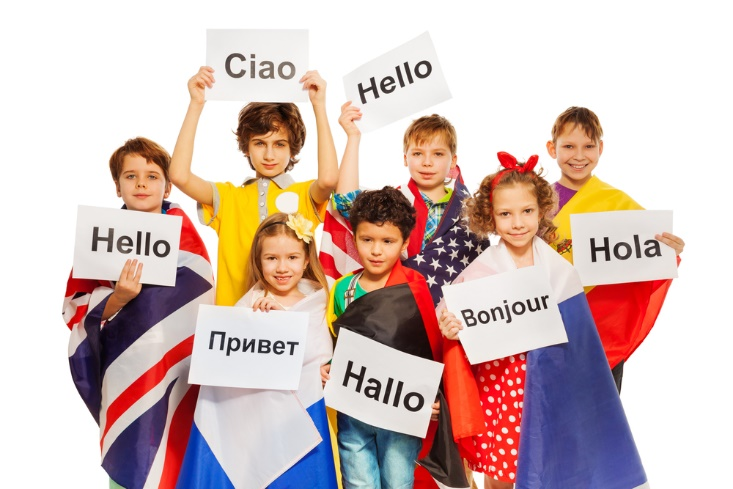 Ciao
Hello
Hello
Hola
Привет
Hallo
Bonjour